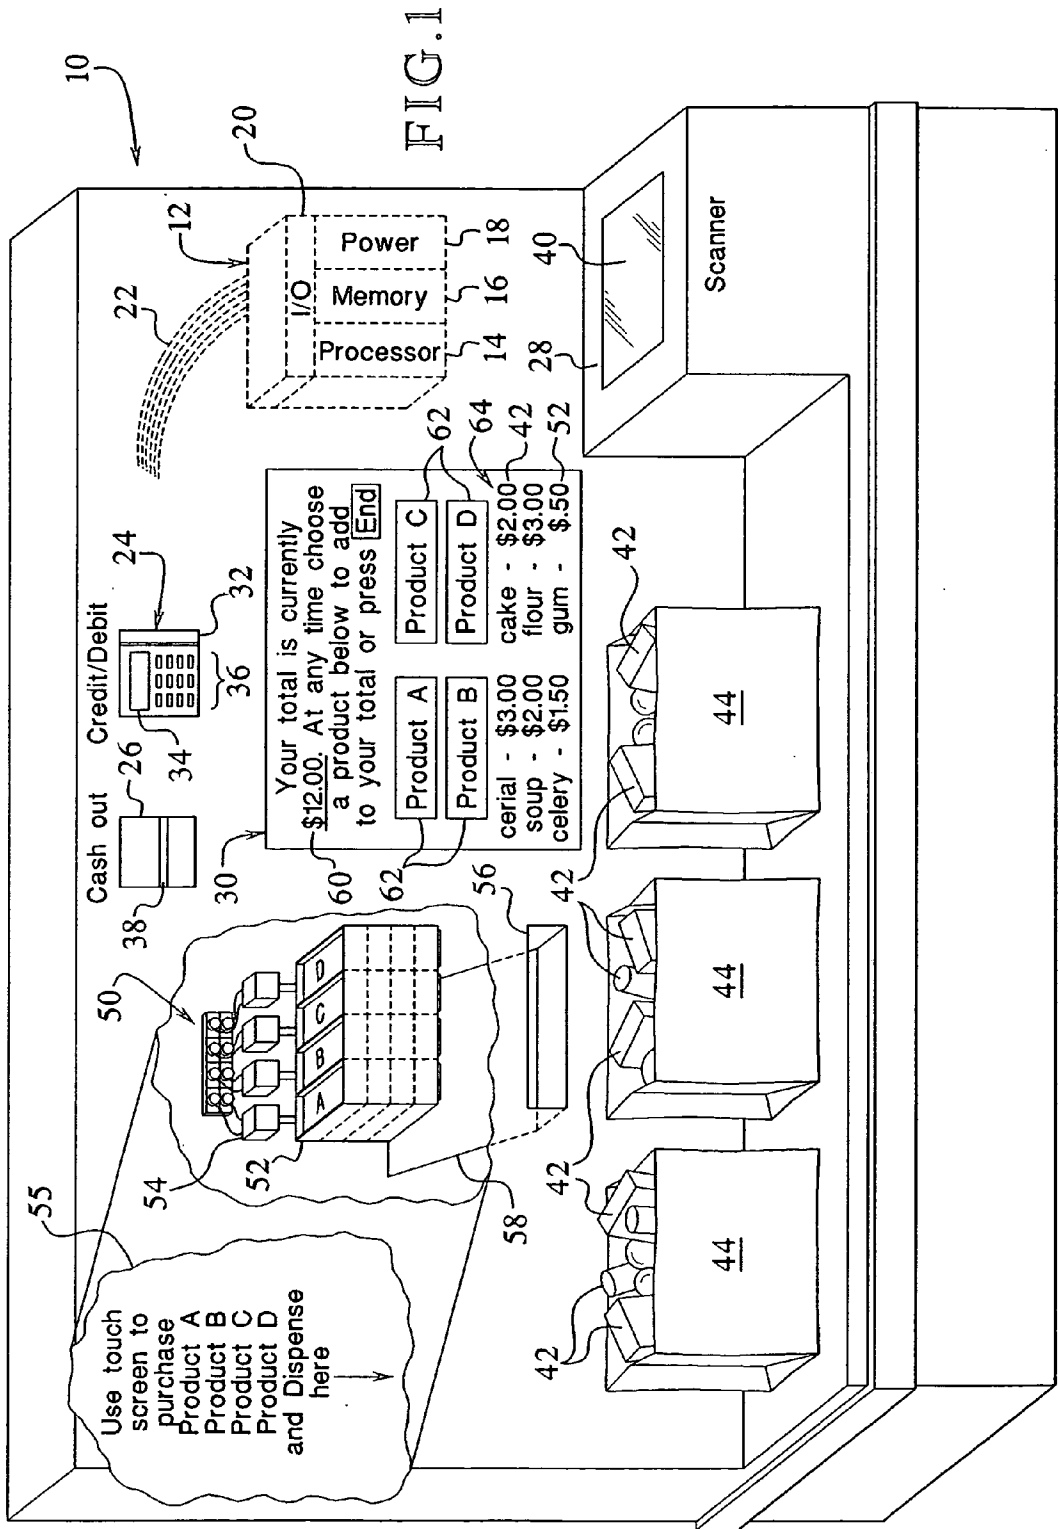 FIG.1
10
Use touch
screen to
purchase
Product A
Product B
Product C
Product D
and Dispense
here
55
50
54
52
A
B
C
D
58
56
Cash out
26
38
Credit/Debit
24
34
36
32
30
Your total is currently
$12.00. At any time choose
a product below to add
to your total or press End
60
Product A
Product C
62
62
Product B
Product D
64
cerial - $3.00
cake - $2.00
42
soup - $2.00
flour - $3.00
celery - $1.50
gum - $.50
52
22
12
20
I/O
Processor
Memory
Power
14
16
18
28
40
Scanner
42
42
42
42
42
44
44
44